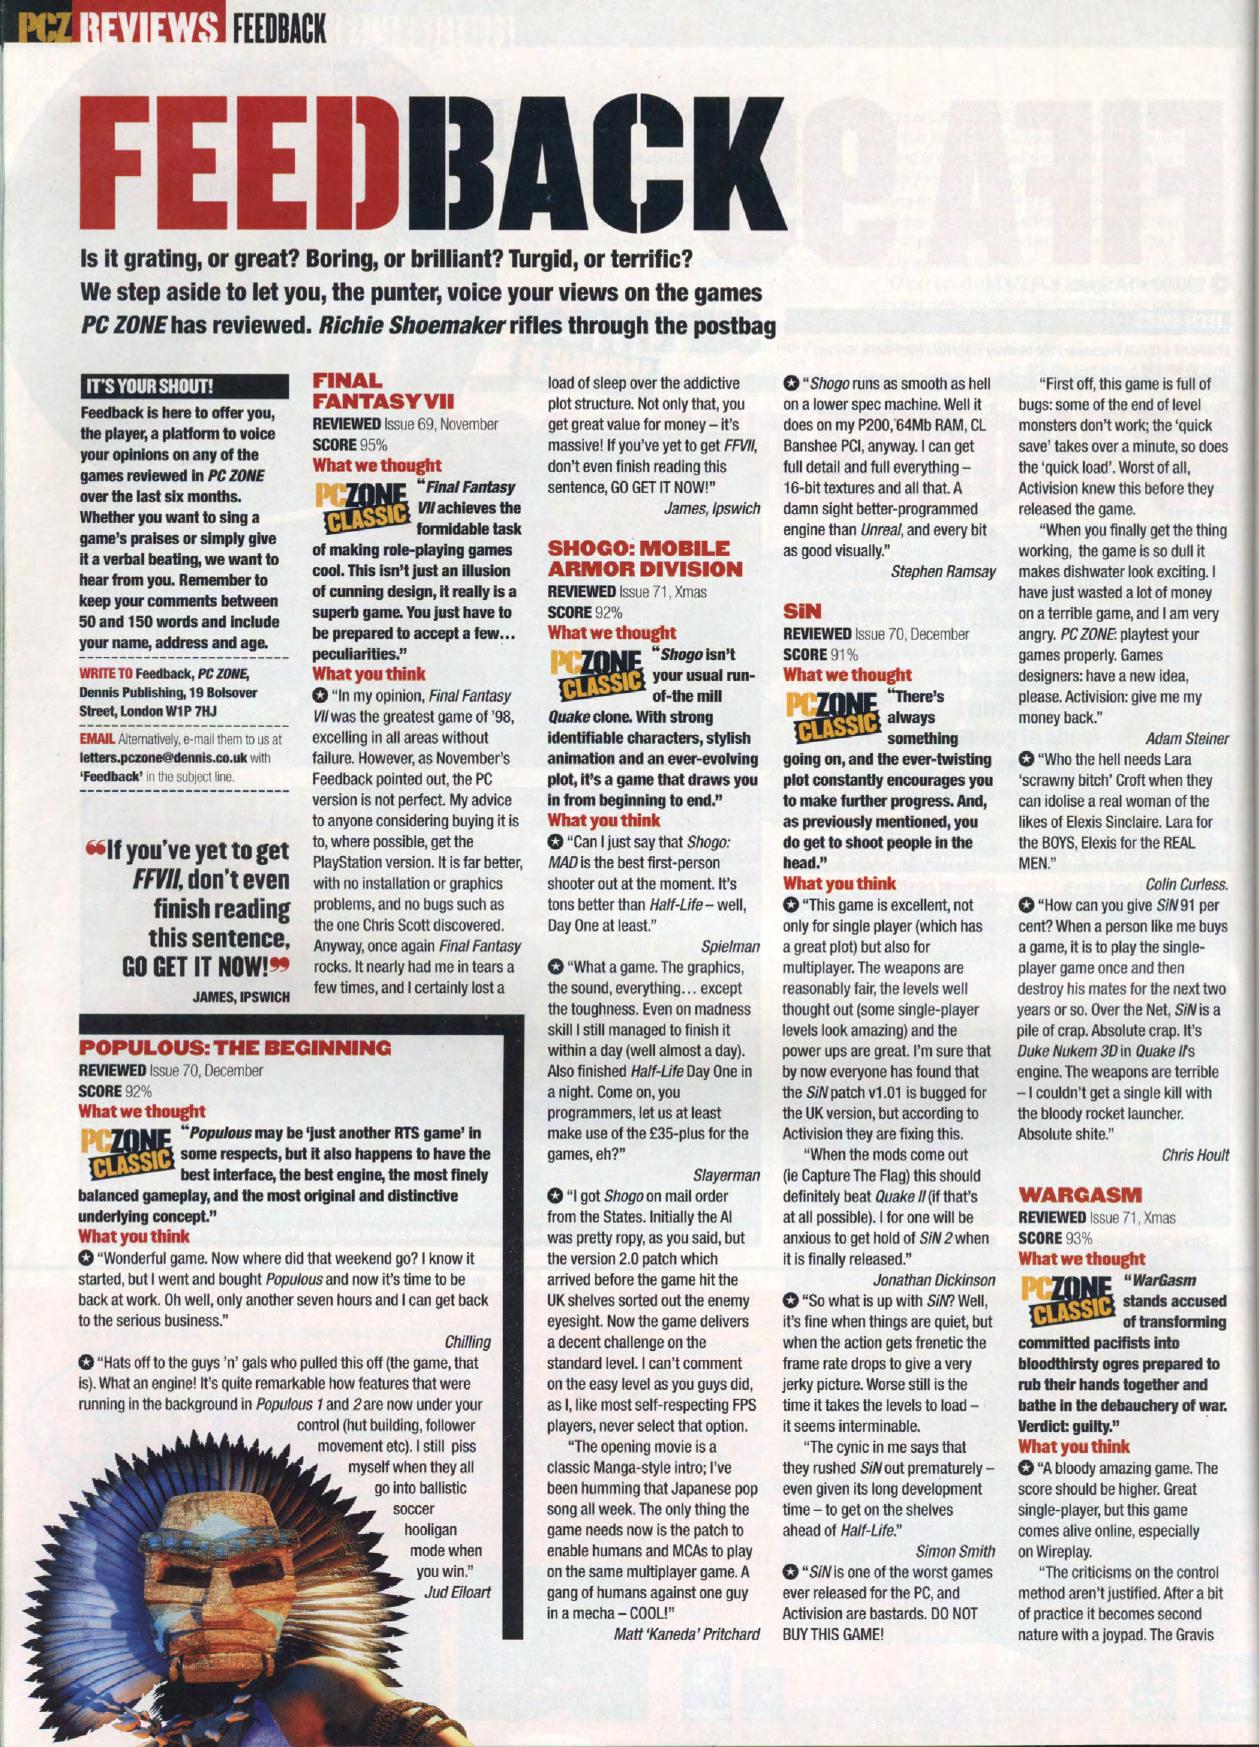 PCZ REVIEWS FEEDBACK
FEEDBACK
Is it grating, or great? Boring, or brilliant? Turgid, or terrific?
We step aside to let you, the punter, voice your views on the games
PC ZONE has reviewed. Richie Shoemaker rifles through the postbag
IT'S YOUR SHOUT!
Feedback is here to offer you,
the player, a platform to voice
your opinions on any of the
games reviewed in PC ZONE
over the last six months.
Whether you want to sing a
game's praises or simply give
it a verbal beating, we want to
hear from you. Remember to
keep your comments between
50 and 150 words and include
your name, address and age.
WRITE TO Feedback, PC ZONE,
Dennis Publishing, 19 Bolsover
Street, London W1P 7HJ
EMAIL Alternatively, e-mail them to us at
letters.pczone@dennis.co.uk with
'Feedback' in the subject line.
“If you've yet to get
FFVII, don't even
finish reading
this sentence,
GO GET IT NOW!”
JAMES, IPSWICH
FINAL
FANTASY VII
REVIEWED Issue 69, November
SCORE 95%
What we thought
PCZONE CLASSIC
"Final Fantasy
VII achieves the
formidable task
of making role-playing games
cool. This isn't just an illusion
of cunning design, it really is a
superb game. You just have to
be prepared to accept a few...
peculiarities."
What you think
✪ "In my opinion, Final Fantasy
VII was the greatest game of '98,
excelling in all areas without
failure. However, as November's
Feedback pointed out, the PC
version is not perfect. My advice
to anyone considering buying it is
to, where possible, get the
PlayStation version. It is far better,
with no installation or graphics
problems, and no bugs such as
the one Chris Scott discovered.
Anyway, once again Final Fantasy
rocks. It nearly had me in tears a
few times, and I certainly lost a
load of sleep over the addictive
plot structure. Not only that, you
get great value for money – it's
massive! If you've yet to get FFVII,
don't even finish reading this
sentence, GO GET IT NOW!"
James, Ipswich
POPULOUS: THE BEGINNING
REVIEWED Issue 70, December
SCORE 92%
What we thought
PCZONE CLASSIC
"Populous may be 'just another RTS game' in
some respects, but it also happens to have the
best interface, the best engine, the most finely
balanced gameplay, and the most original and distinctive
underlying concept."
What you think
✪ "Wonderful game. Now where did that weekend go? I know it
started, but I went and bought Populous and now it's time to be
back at work. Oh well, only another seven hours and I can get back
to the serious business."
Chilling
✪ "Hats off to the guys 'n' gals who pulled this off (the game, that
is). What an engine! It's quite remarkable how features that were
running in the background in Populous 1 and 2 are now under your
control (hut building, follower
movement etc). I still piss
myself when they all
go into ballistic
soccer
hooligan
mode when
you win."
Jud Eiloart
SHOGO: MOBILE
ARMOR DIVISION
REVIEWED Issue 71, Xmas
SCORE 92%
What we thought
PCZONE CLASSIC
"Shogo isn't
your usual run-
of-the mill
Quake clone. With strong
identifiable characters, stylish
animation and an ever-evolving
plot, it's a game that draws you
in from beginning to end."
What you think
✪ "Can I just say that Shogo:
MAD is the best first-person
shooter out at the moment. It's
tons better than Half-Life – well,
Day One at least."
Spielman
✪ "What a game. The graphics,
the sound, everything... except
the toughness. Even on madness
skill I still managed to finish it
within a day (well almost a day).
Also finished Half-Life Day One in
a night. Come on, you
programmers, let us at least
make use of the £35-plus for the
games, eh?"
Slayerman
✪ "I got Shogo on mail order
from the States. Initially the AI
was pretty ropy, as you said, but
the version 2.0 patch which
arrived before the game hit the
UK shelves sorted out the enemy
eyesight. Now the game delivers
a decent challenge on the
standard level. I can't comment
on the easy level as you guys did,
as I, like most self-respecting FPS
players, never select that option.
"The opening movie is a
classic Manga-style intro; I've
been humming that Japanese pop
song all week. The only thing the
game needs now is the patch to
enable humans and MCAs to play
on the same multiplayer game. A
gang of humans against one guy
in a mecha – COOL!"
Matt 'Kaneda' Pritchard
✪ "Shogo runs as smooth as hell
on a lower spec machine. Well it
does on my P200, 64Mb RAM, CL
Banshee PCI, anyway. I can get
full detail and full everything –
16-bit textures and all that. A
damn sight better-programmed
engine than Unreal, and every bit
as good visually."
Stephen Ramsay
SiN
REVIEWED Issue 70, December
SCORE 91%
What we thought
PCZONE CLASSIC
"There's
always
something
going on, and the ever-twisting
plot constantly encourages you
to make further progress. And,
as previously mentioned, you
do get to shoot people in the
head."
What you think
✪ "This game is excellent, not
only for single player (which has
a great plot) but also for
multiplayer. The weapons are
reasonably fair, the levels well
thought out (some single-player
levels look amazing) and the
power ups are great. I'm sure that
by now everyone has found that
the SiN patch v1.01 is bugged for
the UK version, but according to
Activision they are fixing this.
"When the mods come out
(ie Capture The Flag) this should
definitely beat Quake II (if that's
at all possible). I for one will be
anxious to get hold of SiN 2 when
it is finally released."
Jonathan Dickinson
✪ "So what is up with SiN? Well,
it's fine when things are quiet, but
when the action gets frenetic the
frame rate drops to give a very
jerky picture. Worse still is the
time it takes the levels to load –
it seems interminable.
"The cynic in me says that
they rushed SiN out prematurely –
even given its long development
time – to get on the shelves
ahead of Half-Life."
Simon Smith
✪ "SiN is one of the worst games
ever released for the PC, and
Activision are bastards. DO NOT
BUY THIS GAME!
"First off, this game is full of
bugs: some of the end of level
monsters don't work; the 'quick
save' takes over a minute, so does
the 'quick load'. Worst of all,
Activision knew this before they
released the game.
"When you finally get the thing
working, the game is so dull it
makes dishwater look exciting. I
have just wasted a lot of money
on a terrible game, and I am very
angry. PC ZONE: playtest your
games properly. Games
designers: have a new idea,
please. Activision: give me my
money back."
Adam Steiner
✪ "Who the hell needs Lara
'scrawny bitch' Croft when they
can idolise a real woman of the
likes of Elexis Sinclaire. Lara for
the BOYS, Elexis for the REAL
MEN."
Colin Curless.
✪ "How can you give SiN 91 per
cent? When a person like me buys
a game, it is to play the single-
player game once and then
destroy his mates for the next two
years or so. Over the Net, SiN is a
pile of crap. Absolute crap. It's
Duke Nukem 3D in Quake II's
engine. The weapons are terrible
– I couldn't get a single kill with
the bloody rocket launcher.
Absolute shite."
Chris Hoult
WARGASM
REVIEWED Issue 71, Xmas
SCORE 93%
What we thought
PCZONE CLASSIC
"WarGasm
stands accused
of transforming
committed pacifists into
bloodthirsty ogres prepared to
rub their hands together and
bathe in the debauchery of war.
Verdict: guilty."
What you think
✪ "A bloody amazing game. The
score should be higher. Great
single-player, but this game
comes alive online, especially
on Wireplay.
"The criticisms on the control
method aren't justified. After a bit
of practice it becomes second
nature with a joypad. The Gravis